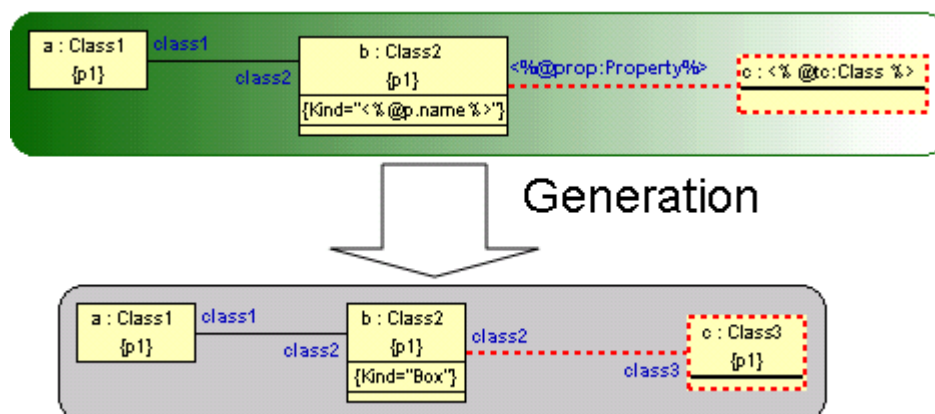 a : Class1
{p1}
class1
class2
b : Class2
{p1}
{Kind="<% @p.name %>"}
<%@prop:Property%>
c : <% @tc:Class %>
Generation
a : Class1
{p1}
class1
class2
b : Class2
{p1}
{Kind="Box"}
class2
class3
c : Class3
{p1}